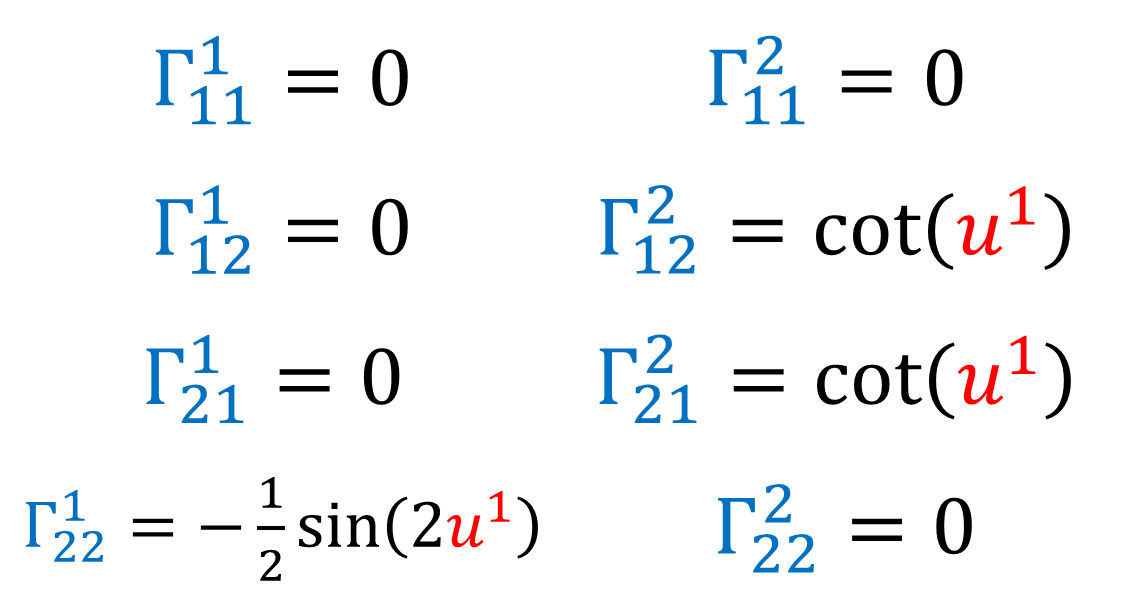 Γ¹₁₁ = 0 Γ²₁₁ = 0
Γ¹₁₂ = 0 Γ²₁₂ = cot(u¹)
Γ¹₂₁ = 0 Γ²₂₁ = cot(u¹)
Γ¹₂₂ = −½ sin(2u¹) Γ²₂₂ = 0